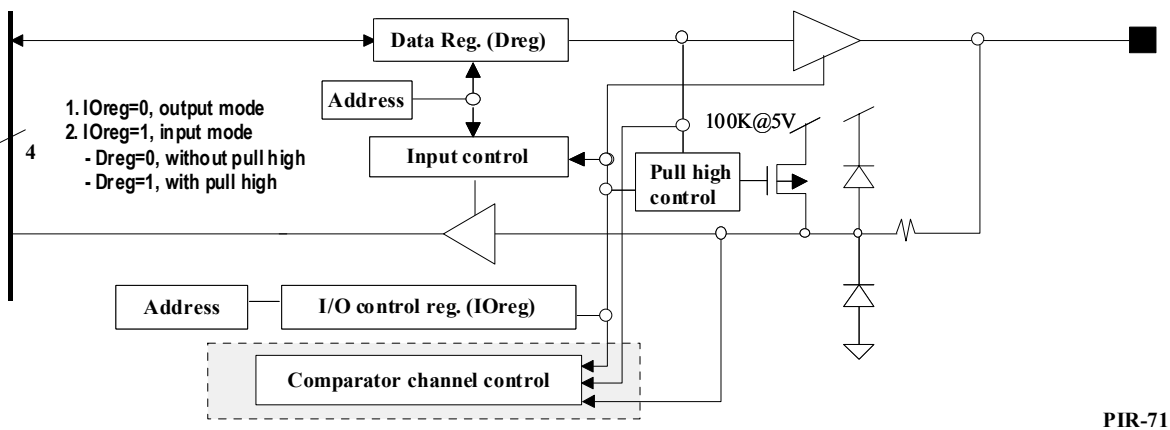 Data Reg. (Dreg)
Address
1. IOreg=0, output mode
2. IOreg=1, input mode
- Dreg=0, without pull high
- Dreg=1, with pull high
4
Input control
100K@5V
Pull high
control
Address
I/O control reg. (IOreg)
Comparator channel control
PIR-71